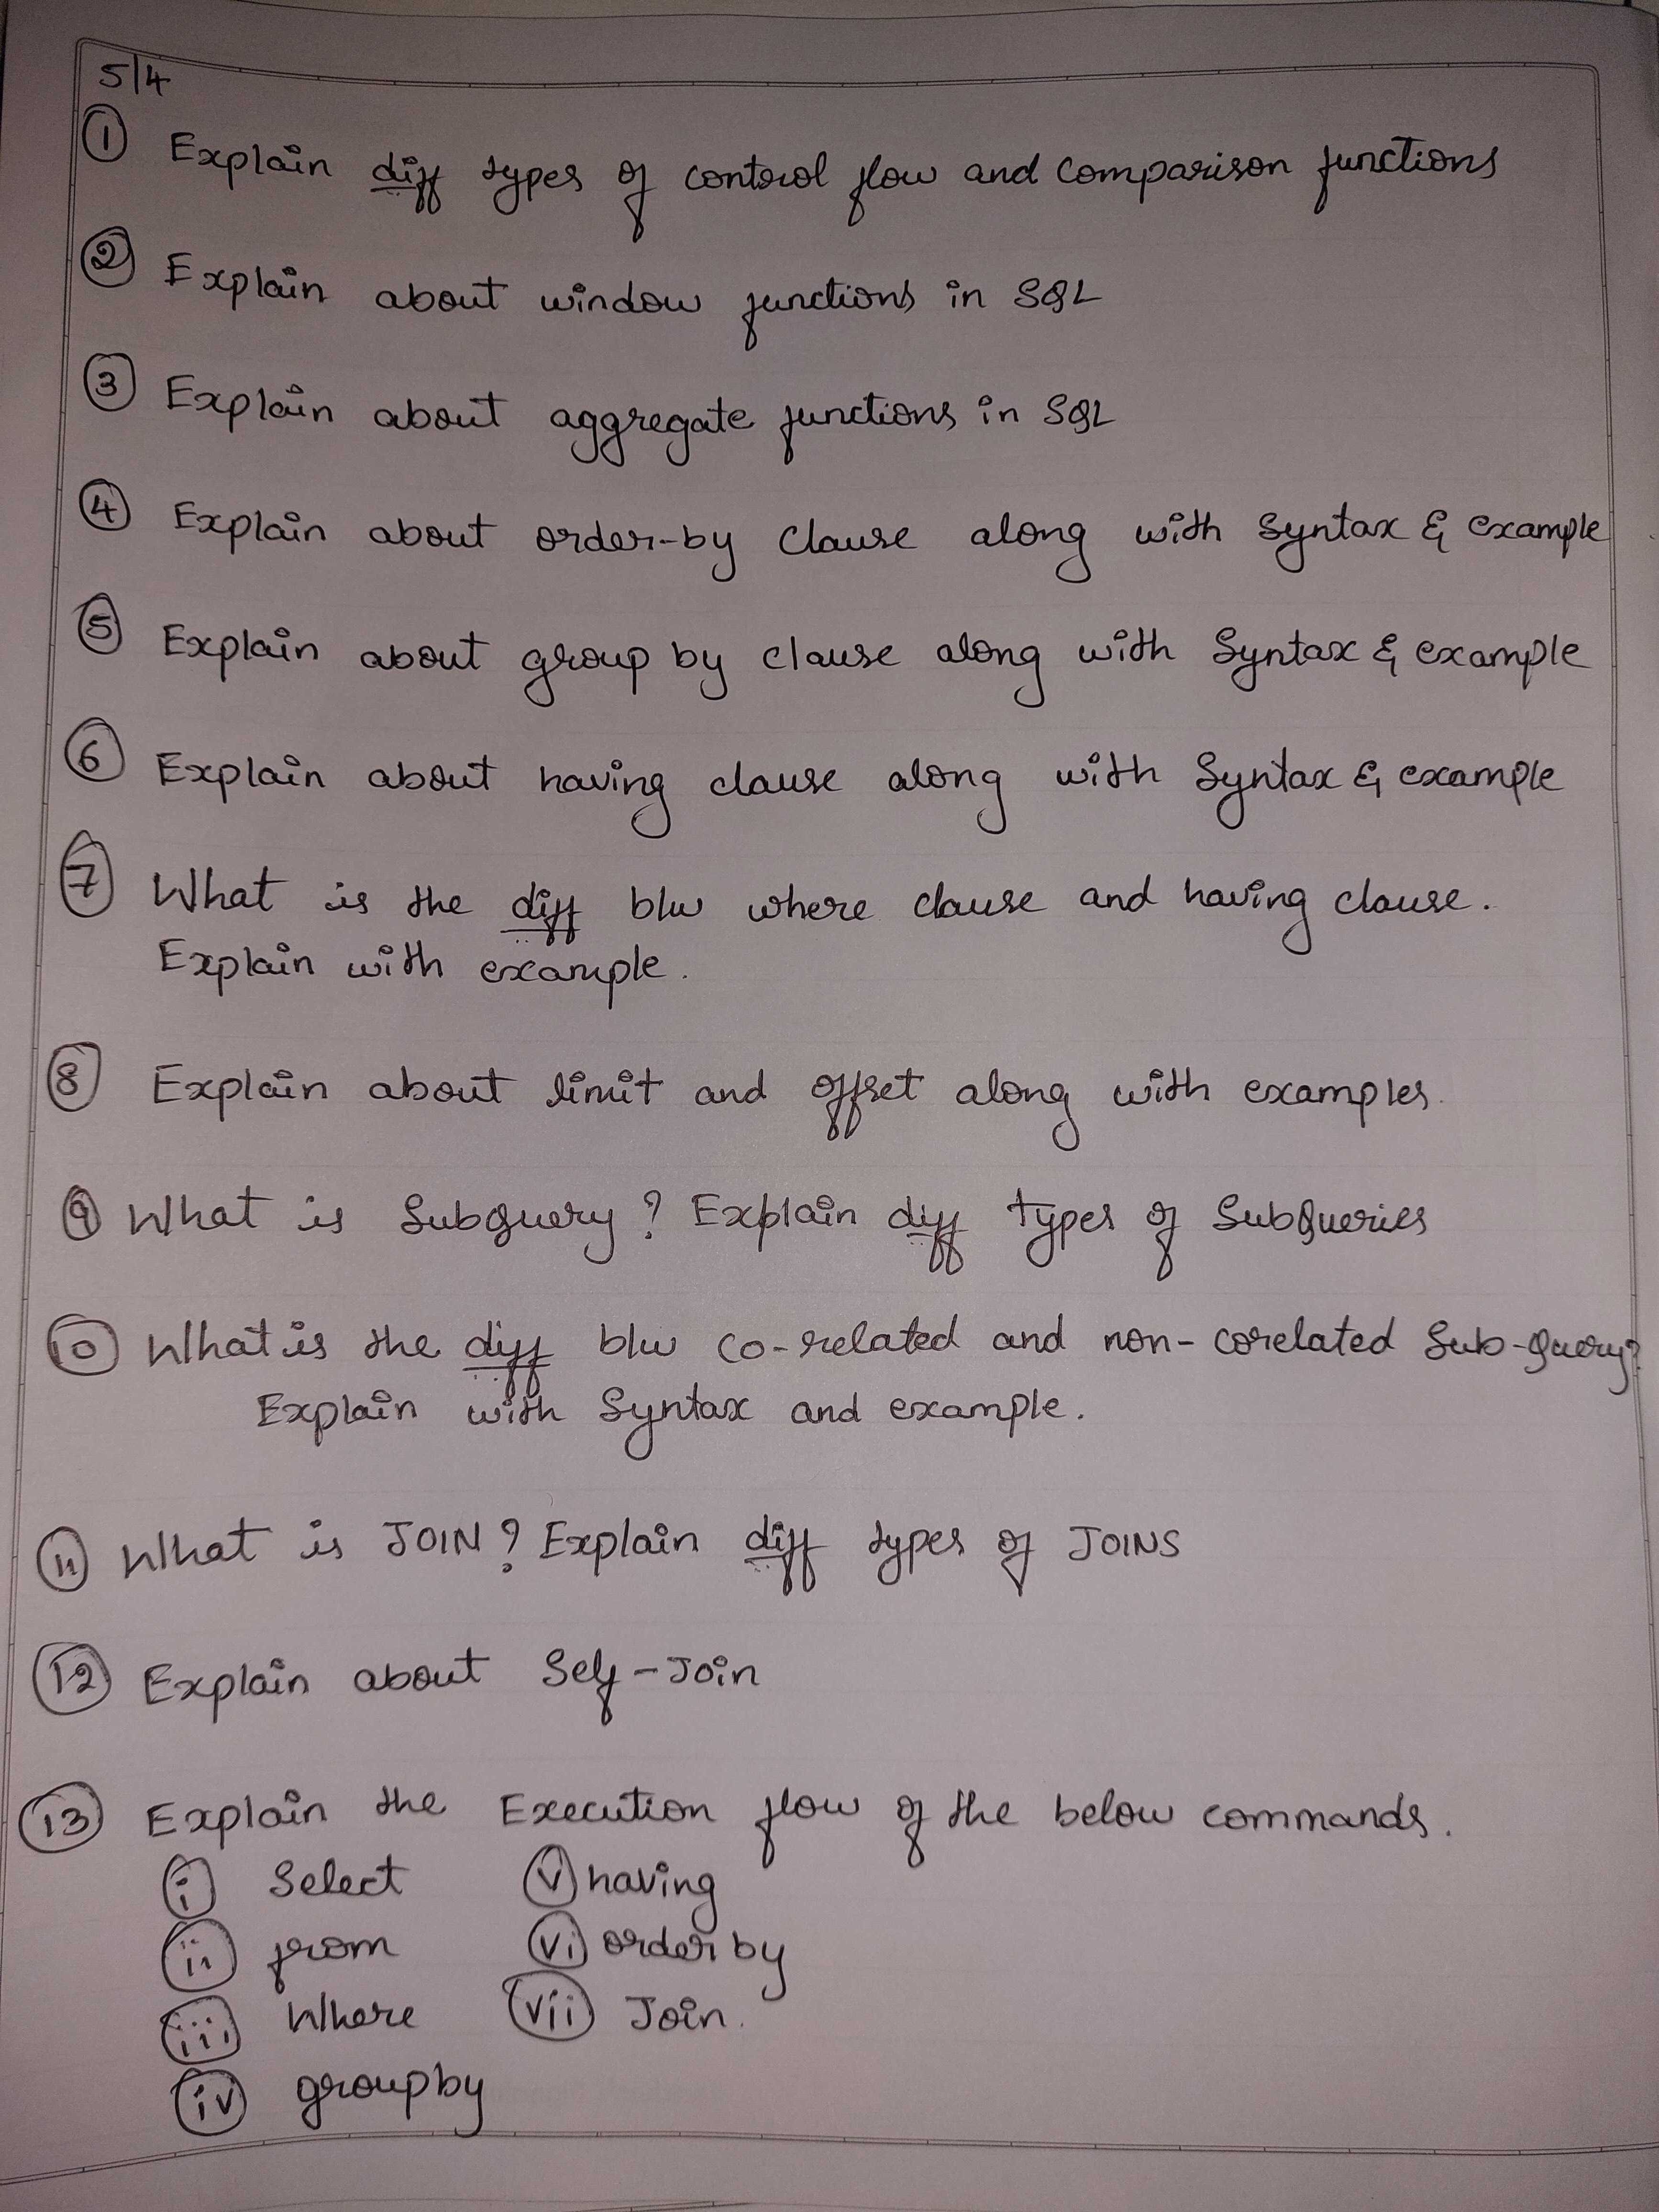 5/4
① Explain diff types of control flow and comparison functions
② Explain about window functions in SQL
③ Explain about aggregate functions in SQL
④ Explain about order-by clause along with Syntax & example
⑤ Explain about group by clause along with Syntax & example
⑥ Explain about having clause along with Syntax & example
⑦ What is the diff b/w where clause and having clause.
Explain with example.
⑧ Explain about limit and offset along with examples.
⑨ What is Subquery? Explain diff types of SubQueries
⑩ What is the diff b/w co-related and non-corelated Sub-Query?
Explain with Syntax and example.
⑪ What is JOIN? Explain diff types of JOINS
⑫ Explain about Self-Join
⑬ Explain the Execution flow of the below commands.
ⓘ Select ⓥ having
ii from vi order by
iii Where vii Join.
iv groupby